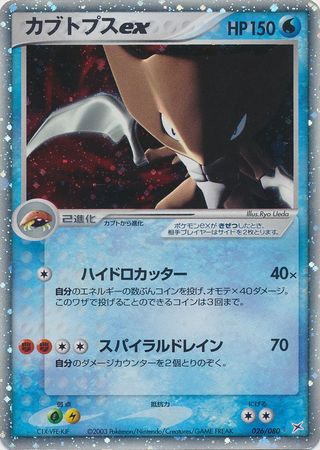 カブトプスex HP150
Illus.Ryo Ueda
2進化 カブトから進化
ポケモンexがきぜつしたとき、
相手プレイヤーはサイドを2枚とります。
ハイドロカッター 40×
自分のエネルギーの数ぶんコインを投げ、オモテ×40ダメージ。
このワザで投げることのできるコインは3回まで。
スパイラルドレイン 70
自分のダメージカウンターを2個とりのぞく。
弱点 抵抗力 にげる
©2003 Pokémon/Nintendo/Creatures/GAME FREAK 026/080